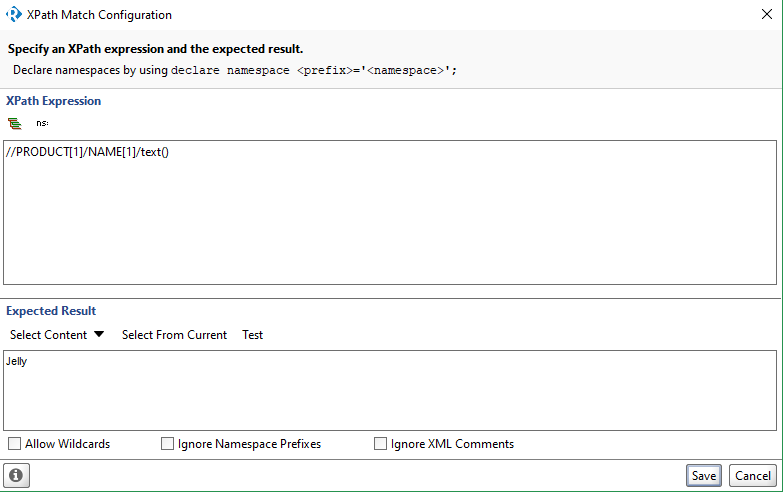 XPath Match Configuration
Specify an XPath expression and the expected result.
Declare namespaces by using declare namespace <prefix>='<namespace>';
XPath Expression
ns:
//PRODUCT[1]/NAME[1]/text()
Expected Result
Select Content Select From Current Test
Jelly
Allow Wildcards Ignore Namespace Prefixes Ignore XML Comments
Save Cancel